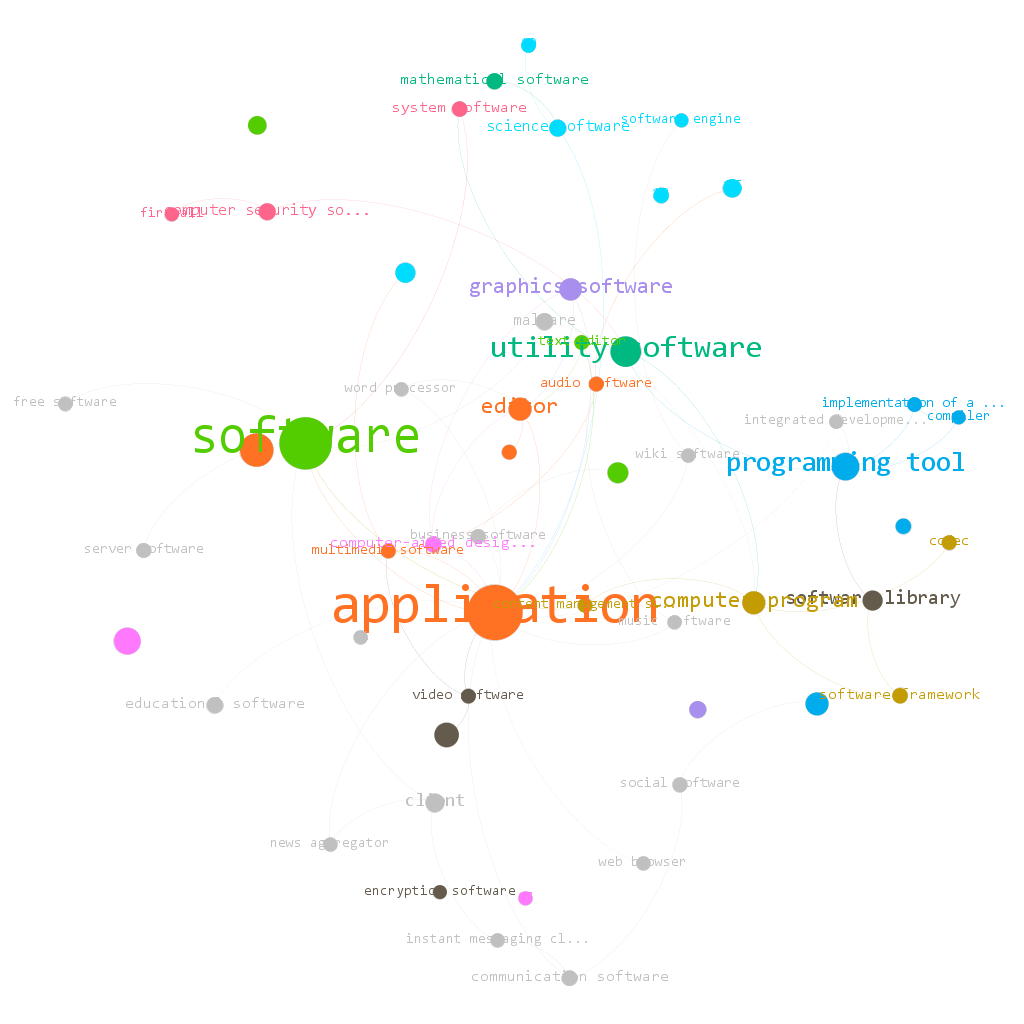 mathematical software
system software
science software
software engine
firewall
computer security so...
graphics software
malware
text editor
utility software
audio software
word processor
free software
editor
implementation of a ...
compiler
integrated developme...
software
wiki software
programming tool
business software
computer-aided desig...
multimedia software
server software
codec
application
content management s...
computer program
software library
music software
video software
software framework
educational software
social software
client
news aggregator
web browser
encryption software
instant messaging cl...
communication software